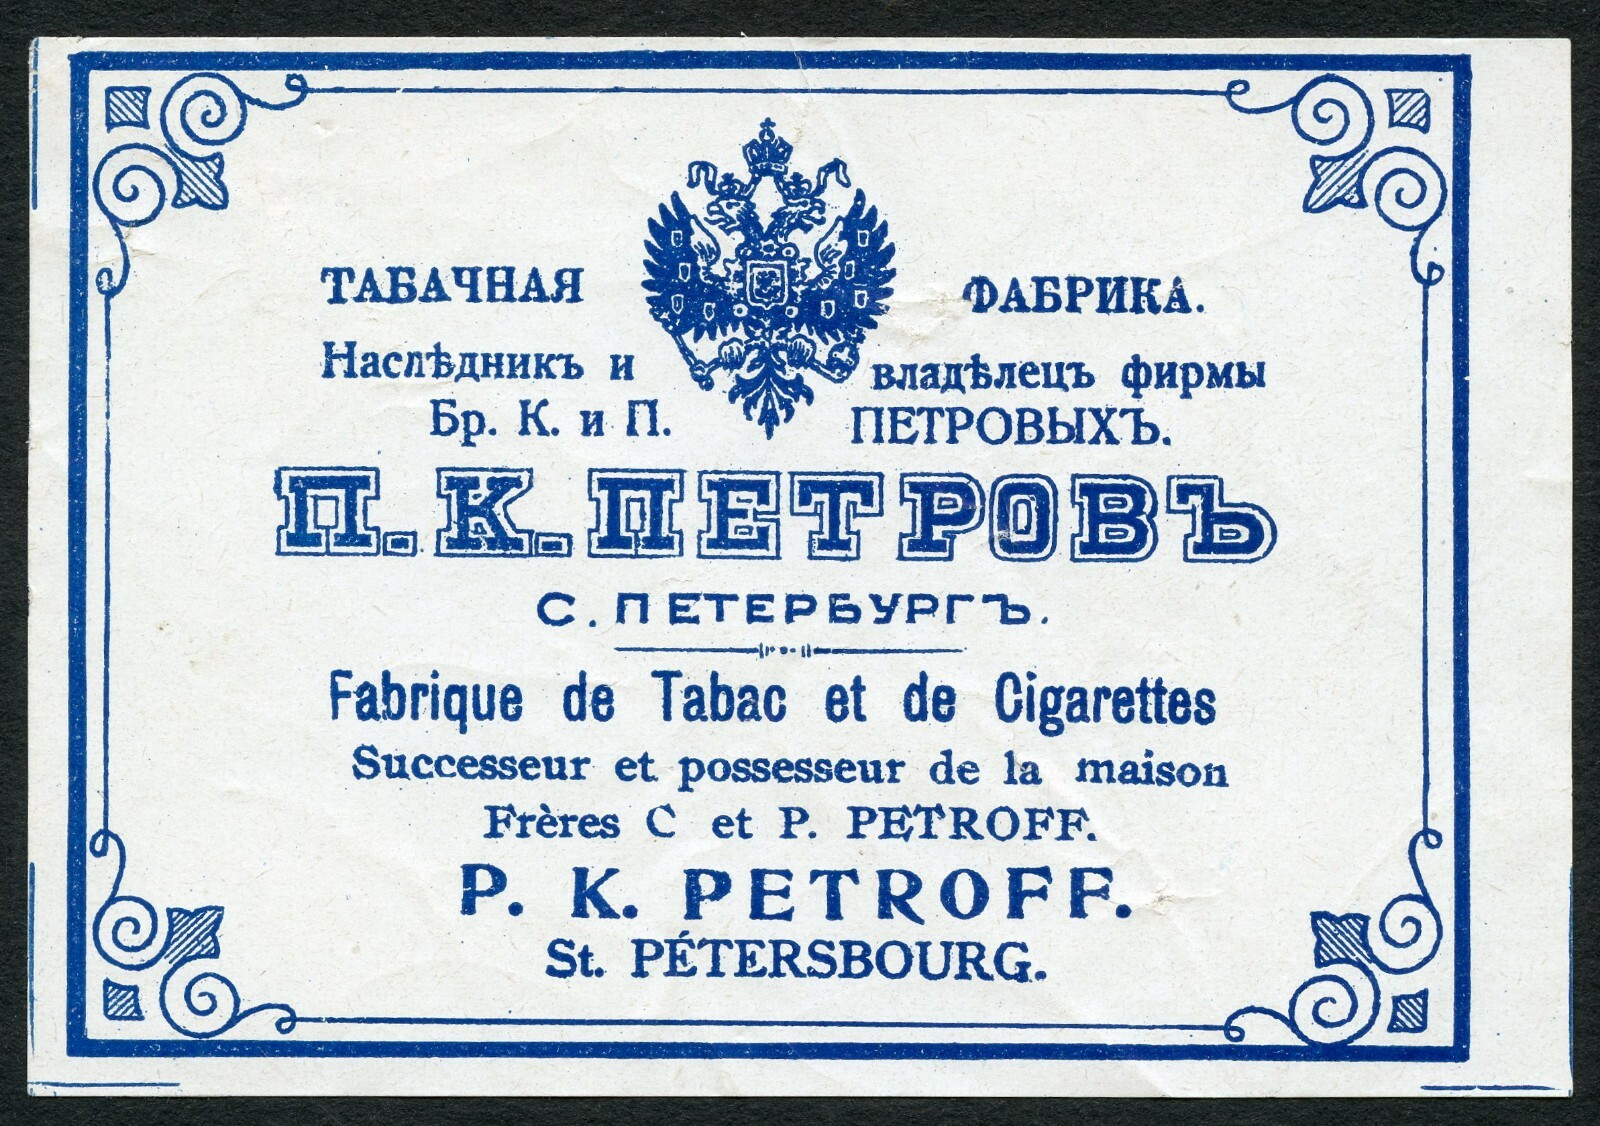 ТАБАЧНАЯ ФАБРИКА.
Наслѣдникъ и владѣлецъ фирмы
Бр. К. и П. ПЕТРОВЫХЪ.
П. К. ПЕТРОВЪ
С. ПЕТЕРБУРГЪ.
Fabrique de Tabac et de Cigarettes
Successeur et possesseur de la maison
Frères C et P. PETROFF.
P. K. PETROFF.
St. PÉTERSBOURG.